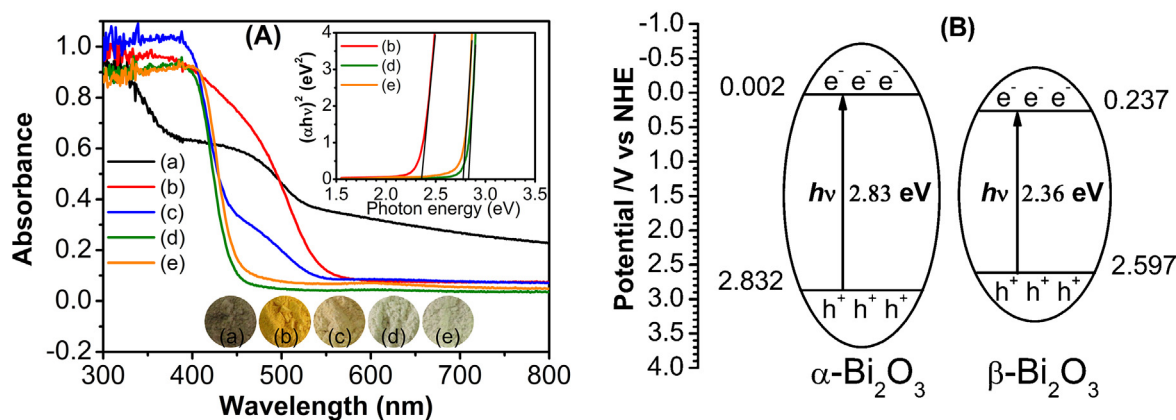 (A)
Absorbance
1.0
0.8
0.6
0.4
0.2
0.0
-0.2
300 400 500 600 700 800
Wavelength (nm)
(a)
(b)
(c)
(d)
(e)
(a) (b) (c) (d) (e)
(αhν)² (eV²)
4
3
2
1
0
1.5 2.0 2.5 3.0 3.5
Photon energy (eV)
(b)
(d)
(e)
(B)
Potential /V vs NHE
-1.0
0.0
1.0
1.5
2.0
2.5
3.0
3.5
4.0
0.002
e⁻ e⁻ e⁻
hν 2.83 eV
2.832
h⁺ h⁺ h⁺
α-Bi₂O₃
e⁻ e⁻ e⁻
0.237
hν 2.36 eV
2.597
h⁺ h⁺ h⁺
β-Bi₂O₃